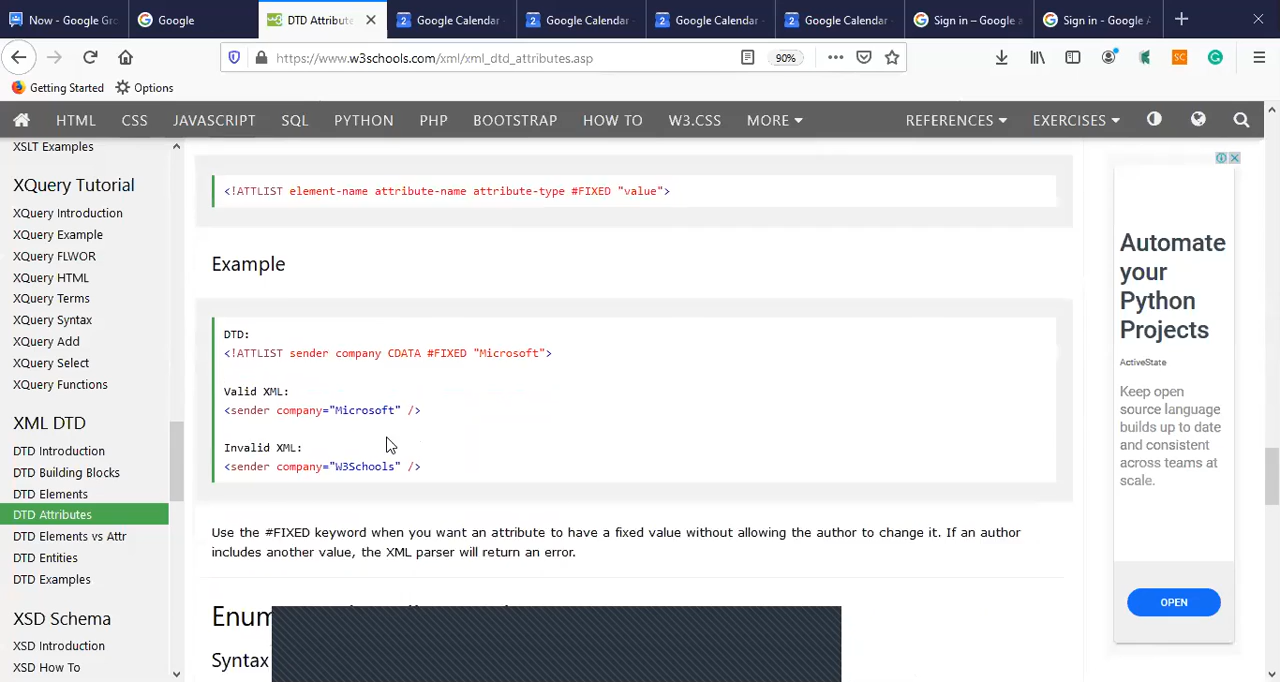 Now - Google Gro
Google
DTD Attribute
Google Calendar
Google Calendar
Google Calendar
Google Calendar
Sign in – Google a
Sign in - Google A
https://www.w3schools.com/xml/xml_dtd_attributes.asp
90%
Getting Started
Options
HTML
CSS
JAVASCRIPT
SQL
PYTHON
PHP
BOOTSTRAP
HOW TO
W3.CSS
MORE
REFERENCES
EXERCISES
XSLT Examples
XQuery Tutorial
XQuery Introduction
XQuery Example
XQuery FLWOR
XQuery HTML
XQuery Terms
XQuery Syntax
XQuery Add
XQuery Select
XQuery Functions
XML DTD
DTD Introduction
DTD Building Blocks
DTD Elements
DTD Attributes
DTD Elements vs Attr
DTD Entities
DTD Examples
XSD Schema
XSD Introduction
XSD How To
<!ATTLIST element-name attribute-name attribute-type #FIXED "value">
Example
DTD:
<!ATTLIST sender company CDATA #FIXED "Microsoft">
Valid XML:
<sender company="Microsoft" />
Invalid XML:
<sender company="W3Schools" />
Use the #FIXED keyword when you want an attribute to have a fixed value without allowing the author to change it. If an author
includes another value, the XML parser will return an error.
Enum
Syntax
Automate
your
Python
Projects
ActiveState
Keep open
source language
builds up to date
and consistent
across teams at
scale.
OPEN